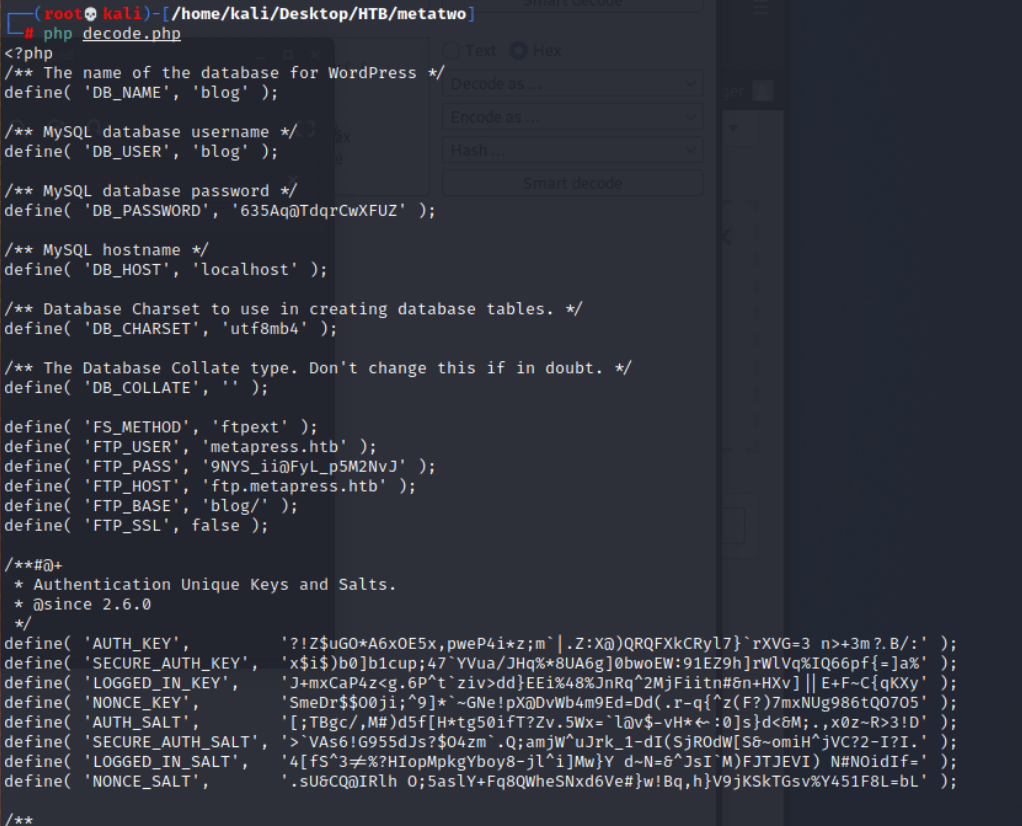 (root💀kali)-[/home/kali/Desktop/HTB/metatwo]
# php decode.php
<?php
/** The name of the database for WordPress */
define( 'DB_NAME', 'blog' );

/** MySQL database username */
define( 'DB_USER', 'blog' );

/** MySQL database password */
define( 'DB_PASSWORD', '635Aq@TdqrCwXFUZ' );

/** MySQL hostname */
define( 'DB_HOST', 'localhost' );

/** Database Charset to use in creating database tables. */
define( 'DB_CHARSET', 'utf8mb4' );

/** The Database Collate type. Don't change this if in doubt. */
define( 'DB_COLLATE', '' );

define( 'FS_METHOD', 'ftpext' );
define( 'FTP_USER', 'metapress.htb' );
define( 'FTP_PASS', '9NYS_ii@FyL_p5M2NvJ' );
define( 'FTP_HOST', 'ftp.metapress.htb' );
define( 'FTP_BASE', 'blog/' );
define( 'FTP_SSL', false );

/**#@+
 * Authentication Unique Keys and Salts.
 * @since 2.6.0
 */
define( 'AUTH_KEY',         '?!Z$uGO*A6xOE5x,pweP4i*z;m`|.Z:X@)QRQFXkCRyl7}`rXVG=3 n>+3m?.B/:' );
define( 'SECURE_AUTH_KEY',  'x$i$)b0]b1cup;47`YVua/JHq%*8UA6g]0bwoEW:91EZ9h]rWlVq%IQ66pf{=]a%' );
define( 'LOGGED_IN_KEY',    'J+mxCaP4z<g.6P^t`ziv>dd}EEi%48%JnRq^2MjFiitn#&n+HXv]||E+F~C{qKXy' );
define( 'NONCE_KEY',        'SmeDr$$O0ji;^9]*`~GNe!pX@DvWb4m9Ed=Dd(.r-q{^z(F?)7mxNUg986tQO7O5' );
define( 'AUTH_SALT',        '[;TBgc/,M#)d5f[H*tg50ifT?Zv.5Wx=`l@v$-vH*<-:0]s}d<&M;.,x0z~R>3!D' );
define( 'SECURE_AUTH_SALT', '>`VAs6!G955dJs?$O4zm`.Q;amjW^uJrk_1-dI(SjROdW[S&~omiH^jVC?2-I?I.' );
define( 'LOGGED_IN_SALT',   '4[fS^3!=%?HIopMpkgYboy8-jl^i]Mw}Y d~N=&^JsI`M)FJTJEVI) N#NOidIf=' );
define( 'NONCE_SALT',       '.sU&CQ@IRlh O;5aslY+Fq8QWheSNxd6Ve#}w!Bq,h}V9jKSkTGsv%Y451F8L=bL' );

/**
Smart decode
Text Hex
Decode as ...
Encode as ...
Hash ...
Smart decode